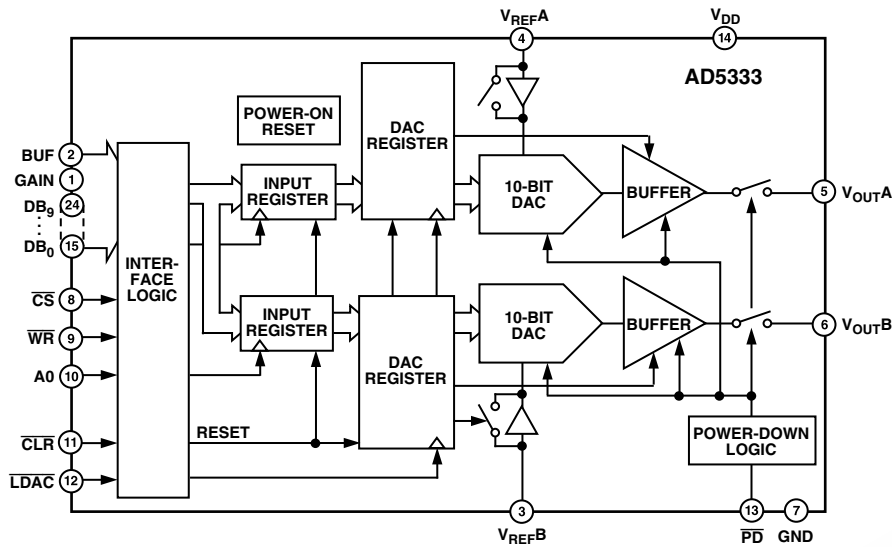 VREFA
VDD
4
14
AD5333
POWER-ON
RESET
DAC
REGISTER
BUF
2
GAIN
1
DB9
24
DB0
15
INTER-
FACE
LOGIC
INPUT
REGISTER
10-BIT
DAC
BUFFER
5
VOUTA
CS
8
WR
9
A0
10
INPUT
REGISTER
DAC
REGISTER
10-BIT
DAC
BUFFER
6
VOUTB
CLR
11
RESET
LDAC
12
POWER-DOWN
LOGIC
3
13
7
VREFB
PD
GND